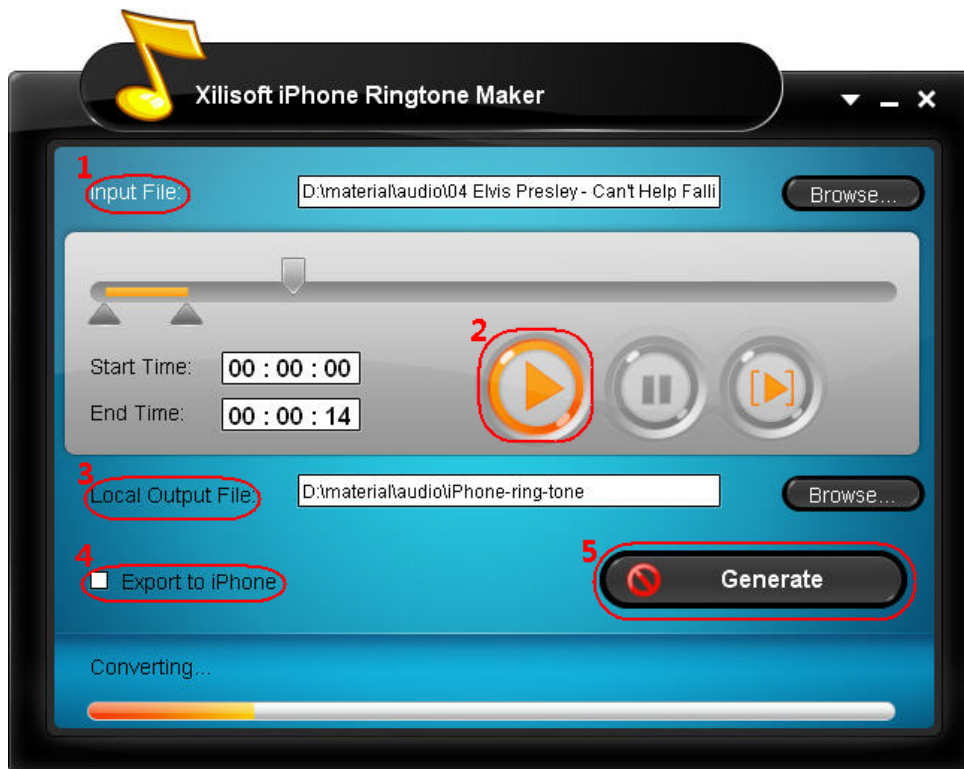 Xilisoft iPhone Ringtone Maker
1
Input File:
D:\material\audio\04 Elvis Presley - Can't Help Falli
Browse...
2
Start Time:
00 : 00 : 00
End Time:
00 : 00 : 14
3
Local Output File:
D:\material\audio\iPhone-ring-tone
Browse...
4
Export to iPhone
5
Generate
Converting...